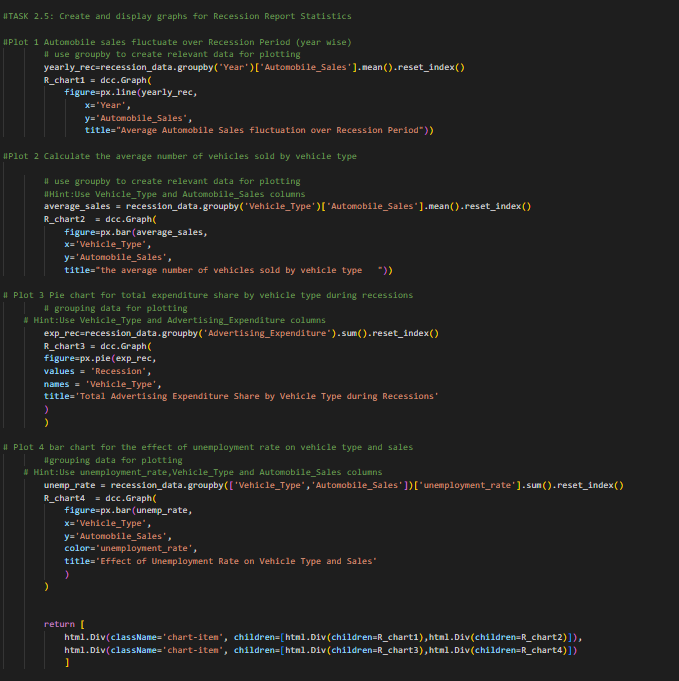 #TASK 2.5: Create and display graphs for Recession Report Statistics
#Plot 1 Automobile sales fluctuate over Recession Period (year wise)
# use groupby to create relevant data for plotting
yearly_rec=recession_data.groupby('Year')['Automobile_Sales'].mean().reset_index()
R_chart1 = dcc.Graph(
figure=px.line(yearly_rec,
x='Year',
y='Automobile_Sales',
title="Average Automobile Sales fluctuation over Recession Period"))
#Plot 2 Calculate the average number of vehicles sold by vehicle type
# use groupby to create relevant data for plotting
#Hint:Use Vehicle_Type and Automobile_Sales columns
average_sales = recession_data.groupby('Vehicle_Type')['Automobile_Sales'].mean().reset_index()
R_chart2  = dcc.Graph(
figure=px.bar(average_sales,
x='Vehicle_Type',
y='Automobile_Sales',
title="the average number of vehicles sold by vehicle type   "))
# Plot 3 Pie chart for total expenditure share by vehicle type during recessions
# grouping data for plotting
# Hint:Use Vehicle_Type and Advertising_Expenditure columns
exp_rec=recession_data.groupby('Advertising_Expenditure').sum().reset_index()
R_chart3 = dcc.Graph(
figure=px.pie(exp_rec,
values = 'Recession',
names = 'Vehicle_Type',
title='Total Advertising Expenditure Share by Vehicle Type during Recessions'
)
)
# Plot 4 bar chart for the effect of unemployment rate on vehicle type and sales
#grouping data for plotting
# Hint:Use unemployment_rate,Vehicle_Type and Automobile_Sales columns
unemp_rate = recession_data.groupby(['Vehicle_Type','Automobile_Sales'])['unemployment_rate'].sum().reset_index()
R_chart4  = dcc.Graph(
figure=px.bar(unemp_rate,
x='Vehicle_Type',
y='Automobile_Sales',
color='unemployment_rate',
title='Effect of Unemployment Rate on Vehicle Type and Sales'
)
)
return [
html.Div(className='chart-item', children=[html.Div(children=R_chart1),html.Div(children=R_chart2)]),
html.Div(className='chart-item', children=[html.Div(children=R_chart3),html.Div(children=R_chart4)])
]